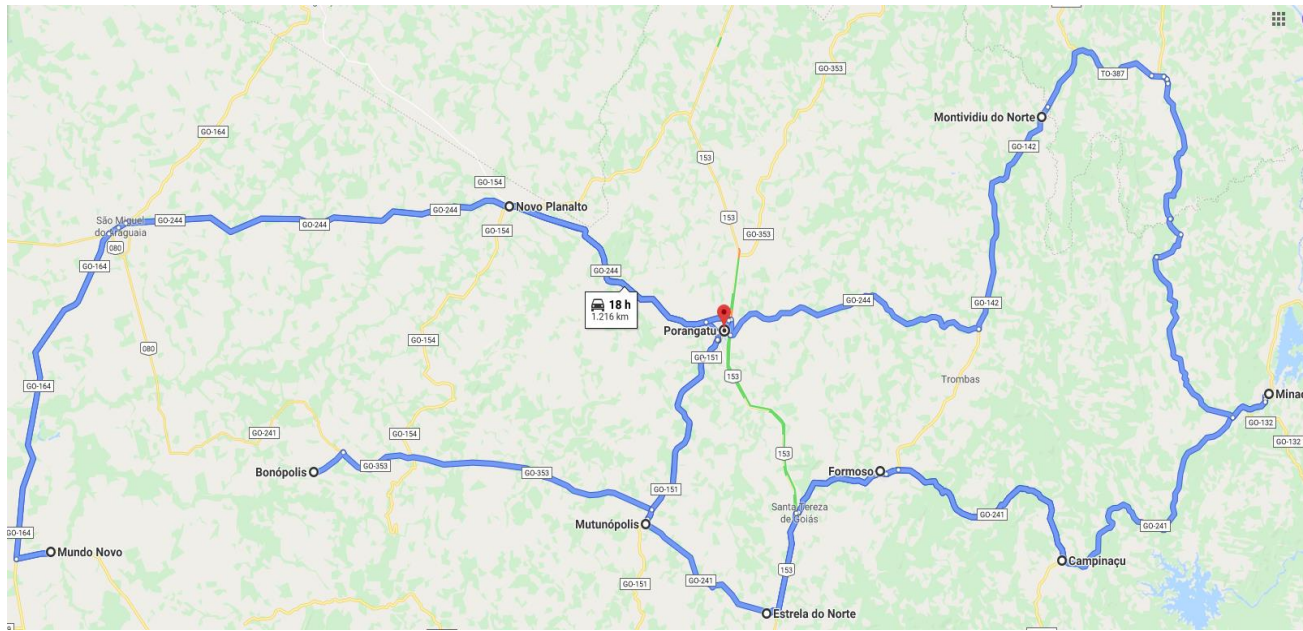 GO-353
TO-387
Montividiu do Norte
GO-164
153
GO-142
GO-154
Novo Planalto
São Miguel
do Araguaia
GO-244
GO-244
GO-244
GO-154
153
GO-353
080
GO-164
GO-244
18 h
1.216 km
GO-244
GO-142
Porangatu
GO-151
GO-154
080
153
Trombas
GO-164
Minaç
GO-132
GO-241
GO-154
GO-132
Bonópolis
GO-353
GO-353
153
Formoso
GO-151
Santa Tereza
de Goiás
Mutunópolis
GO-241
GO-241
GO-164
Mundo Novo
Campinaçu
153
GO-151
GO-241
Estrela do Norte